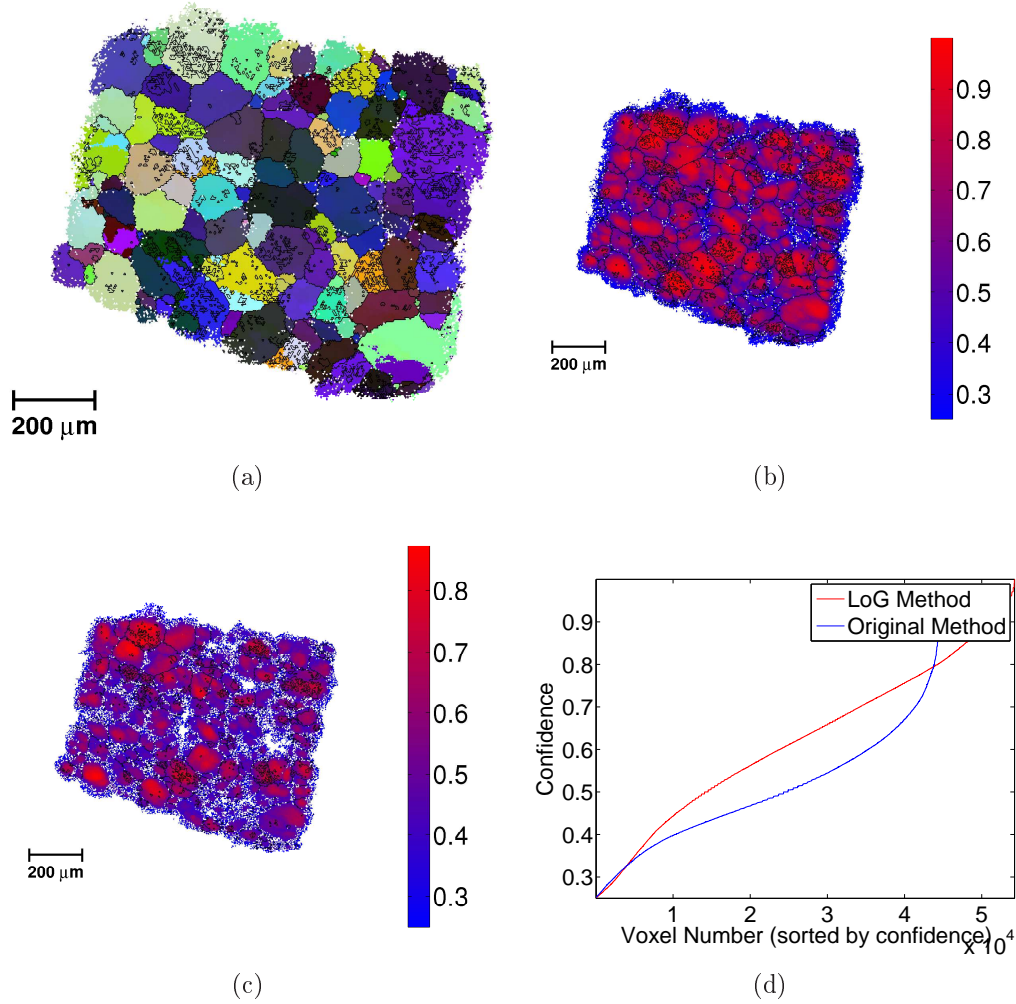 200 μm
(a)
0.9
0.8
0.7
0.6
0.5
0.4
0.3
200 μm
(b)
0.8
0.7
0.6
0.5
0.4
0.3
200 μm
(c)
LoG Method
Original Method
0.9
0.8
0.7
0.6
0.5
0.4
0.3
Confidence
1 2 3 4 5
Voxel Number (sorted by confidence)
x 10^4
(d)